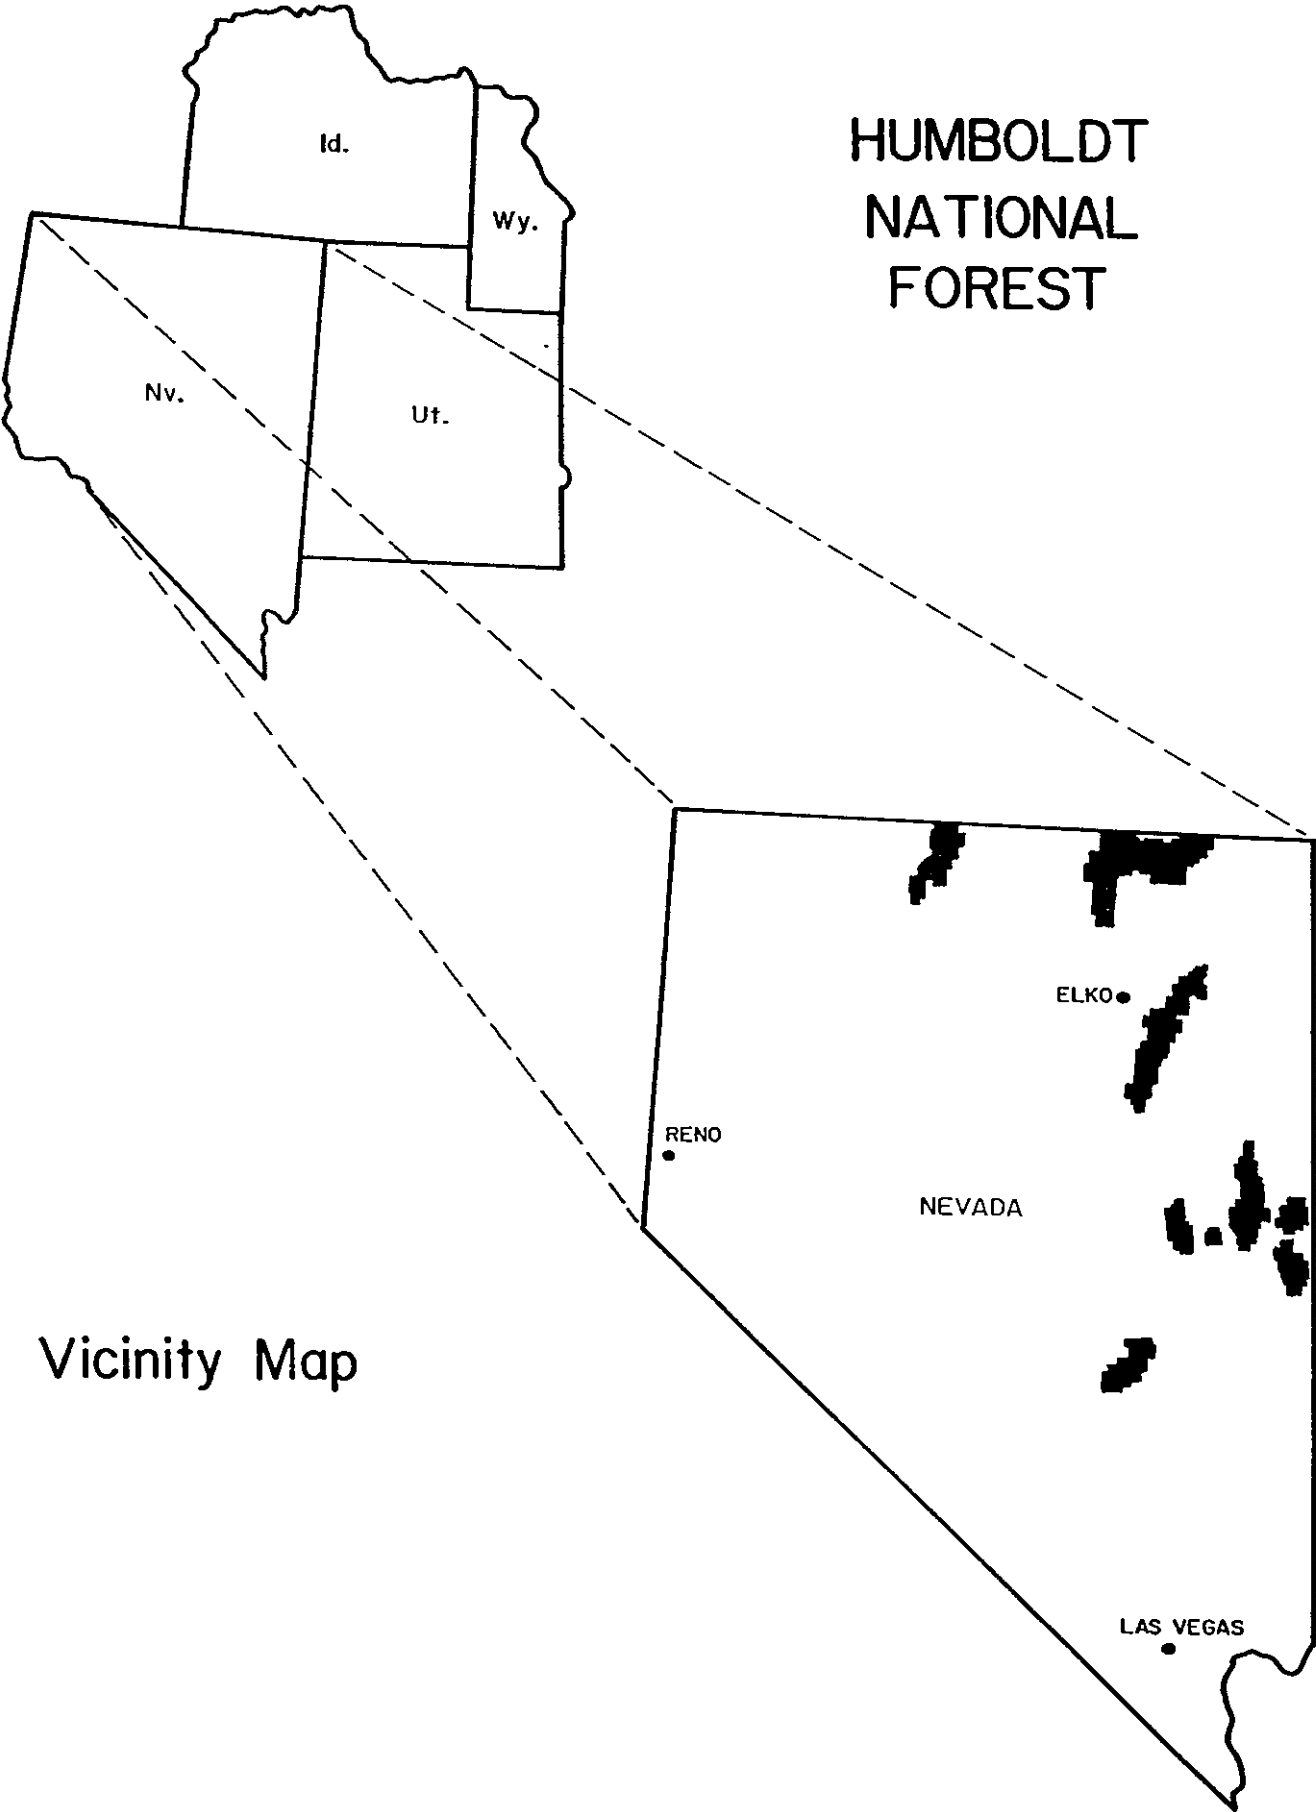 HUMBOLDT
NATIONAL
FOREST
Id.
Wy.
Nv.
Ut.
ELKO
RENO
NEVADA
Vicinity Map
LAS VEGAS